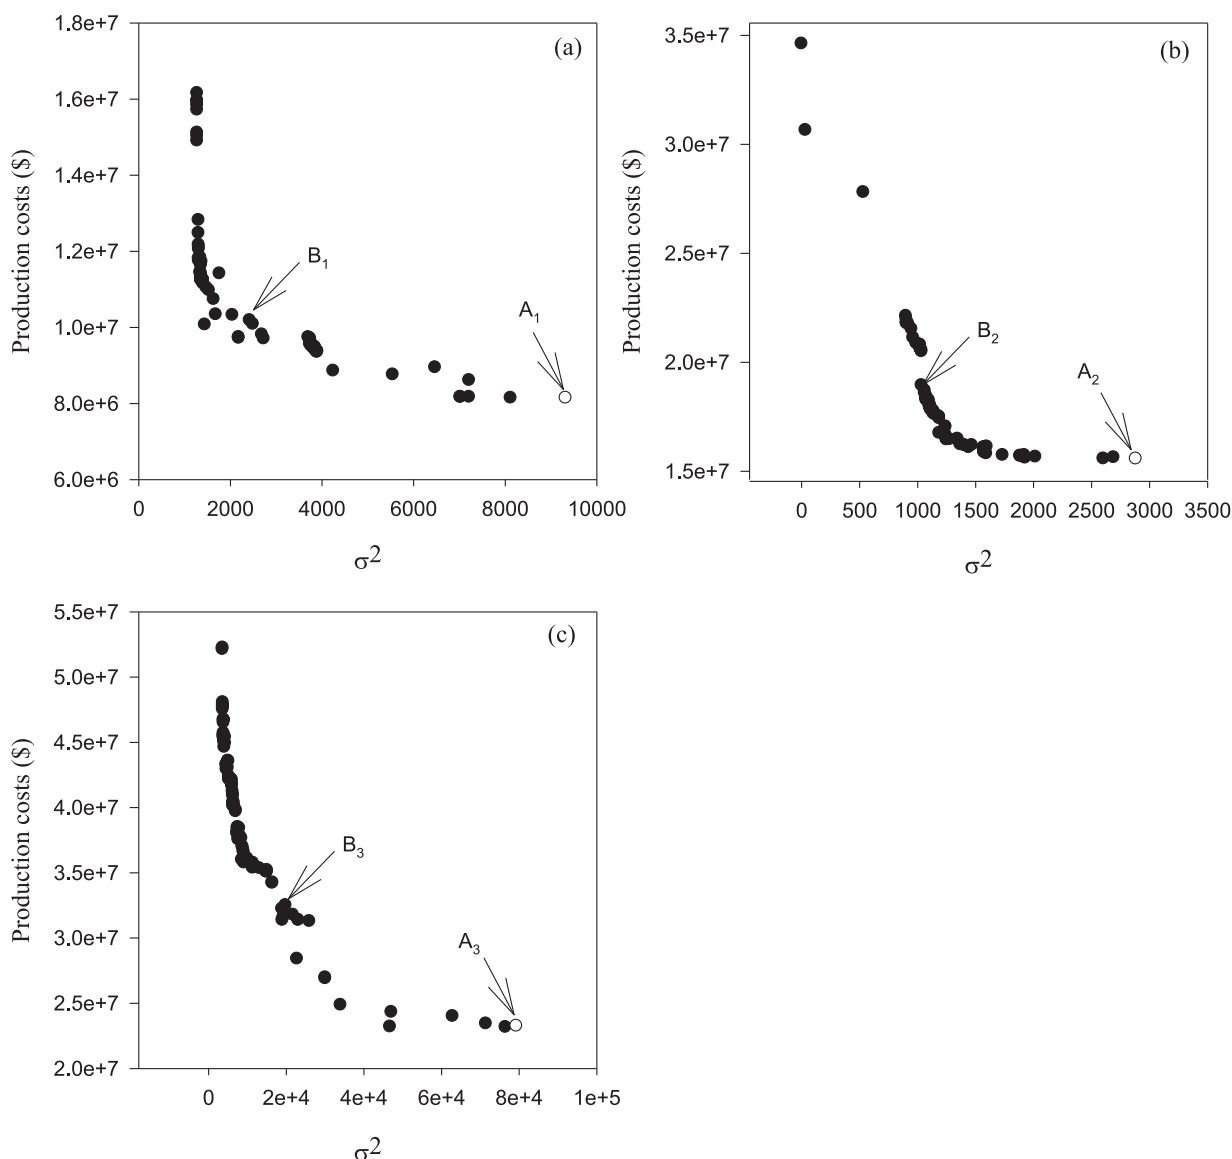 (a)
1.8e+7
1.6e+7
1.4e+7
1.2e+7
1.0e+7
8.0e+6
6.0e+6
Production costs ($)
B₁
A₁
0 2000 4000 6000 8000 10000
σ²
(b)
3.5e+7
3.0e+7
2.5e+7
2.0e+7
1.5e+7
Production costs ($)
B₂
A₂
0 500 1000 1500 2000 2500 3000 3500
σ²
(c)
5.5e+7
5.0e+7
4.5e+7
4.0e+7
3.5e+7
3.0e+7
2.5e+7
2.0e+7
Production costs ($)
B₃
A₃
0 2e+4 4e+4 6e+4 8e+4 1e+5
σ²